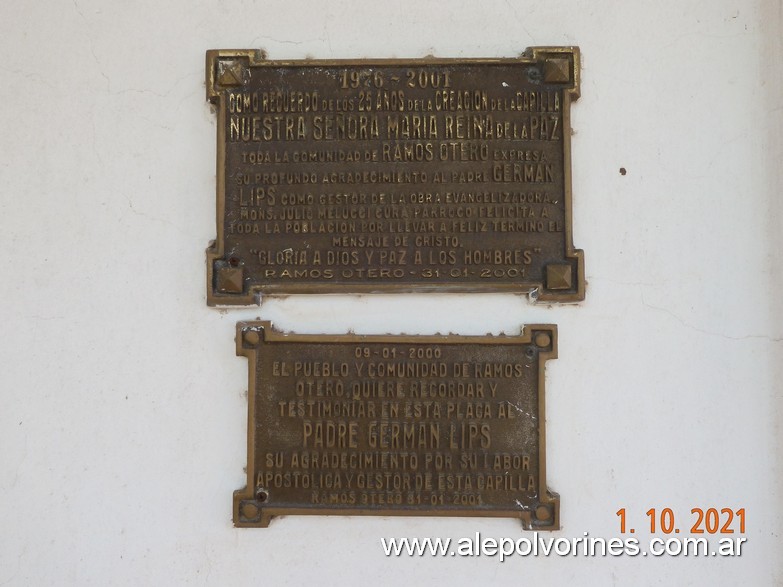 1976-2001
COMO RECUERDO DE LOS 25 AÑOS DE LA CREACION DE LA CAPILLA
NUESTRA SEÑORA MARIA REINA DE LA PAZ
TODA LA COMUNIDAD DE RAMOS OTERO EXPRESA
SU PROFUNDO AGRADECIMIENTO AL PADRE GERMAN
LIPS COMO GESTOR DE LA OBRA EVANGELIZADORA.
MONS. JULIO MELUCCI CURA PARROCO FELICITA A
TODA LA POBLACION POR LLEVAR A FELIZ TERMINO EL
MENSAJE DE CRISTO.
"GLORIA A DIOS Y PAZ A LOS HOMBRES"
RAMOS OTERO - 31-01-2001
09-01-2000
EL PUEBLO Y COMUNIDAD DE RAMOS
OTERO, QUIERE RECORDAR Y
TESTIMONIAR EN ESTA PLACA AL
PADRE GERMAN LIPS
SU AGRADECIMIENTO POR SU LABOR
APOSTOLICA Y GESTOR DE ESTA CAPILLA
RAMOS OTERO 31-01-2001
1.10.2021
www.alepolvorines.com.ar